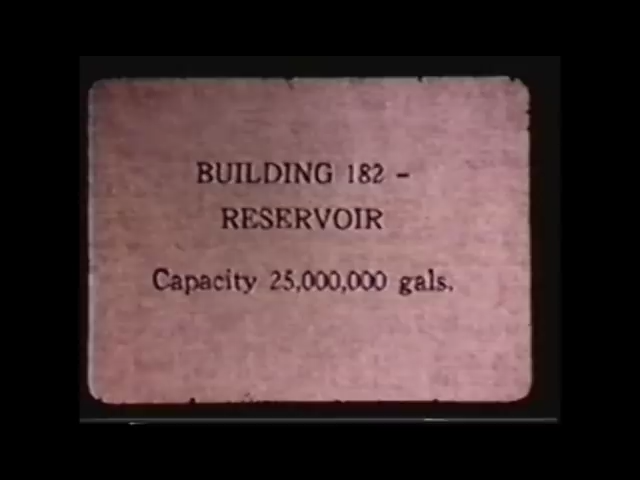 BUILDING 182 -
RESERVOIR
Capacity 25,000,000 gals.